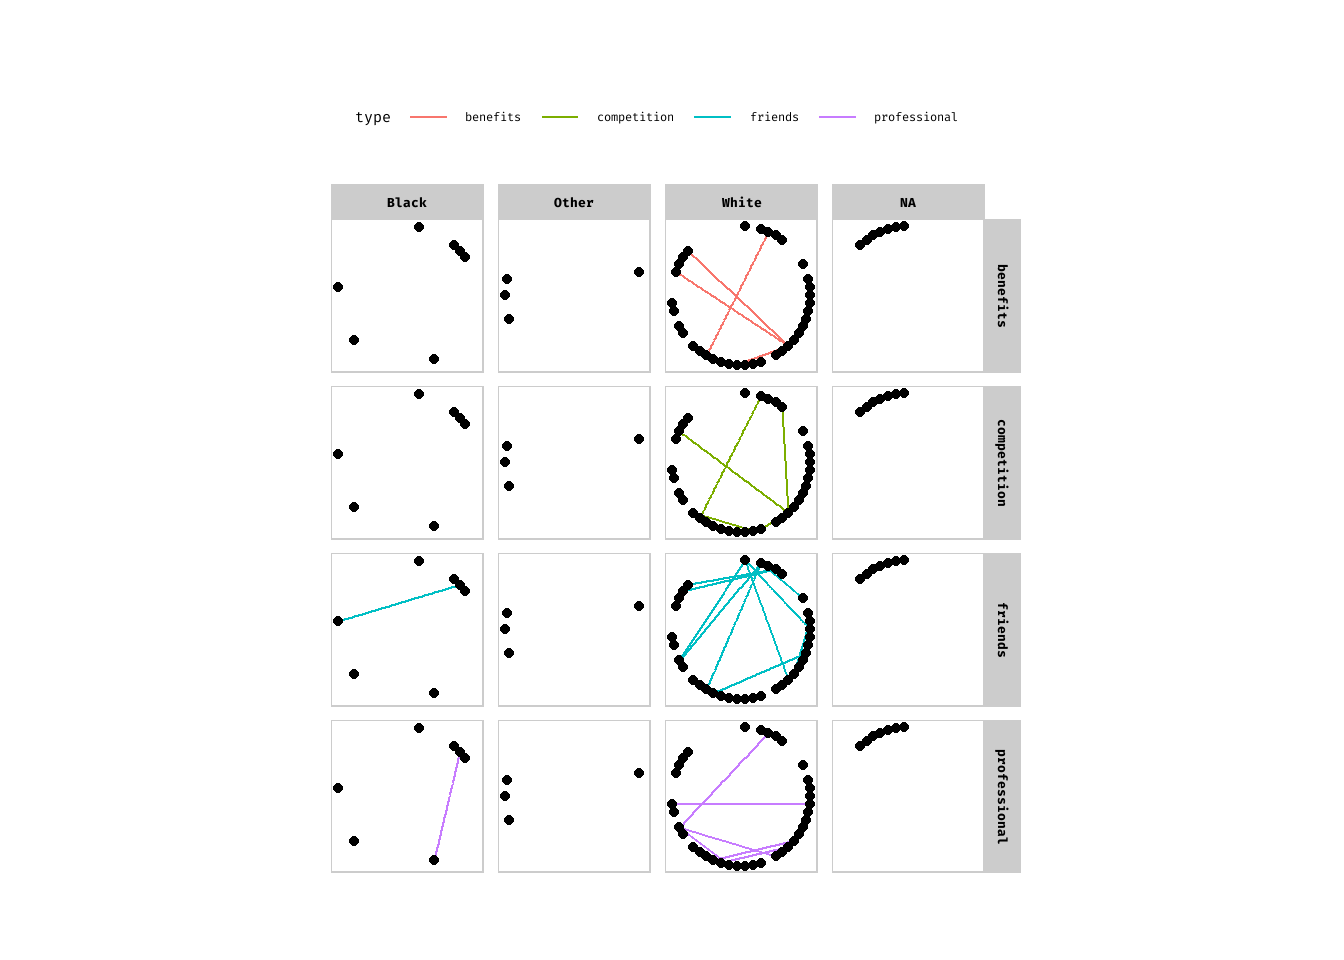 type benefits competition friends professional
Black Other White NA
benefits
competition
friends
professional